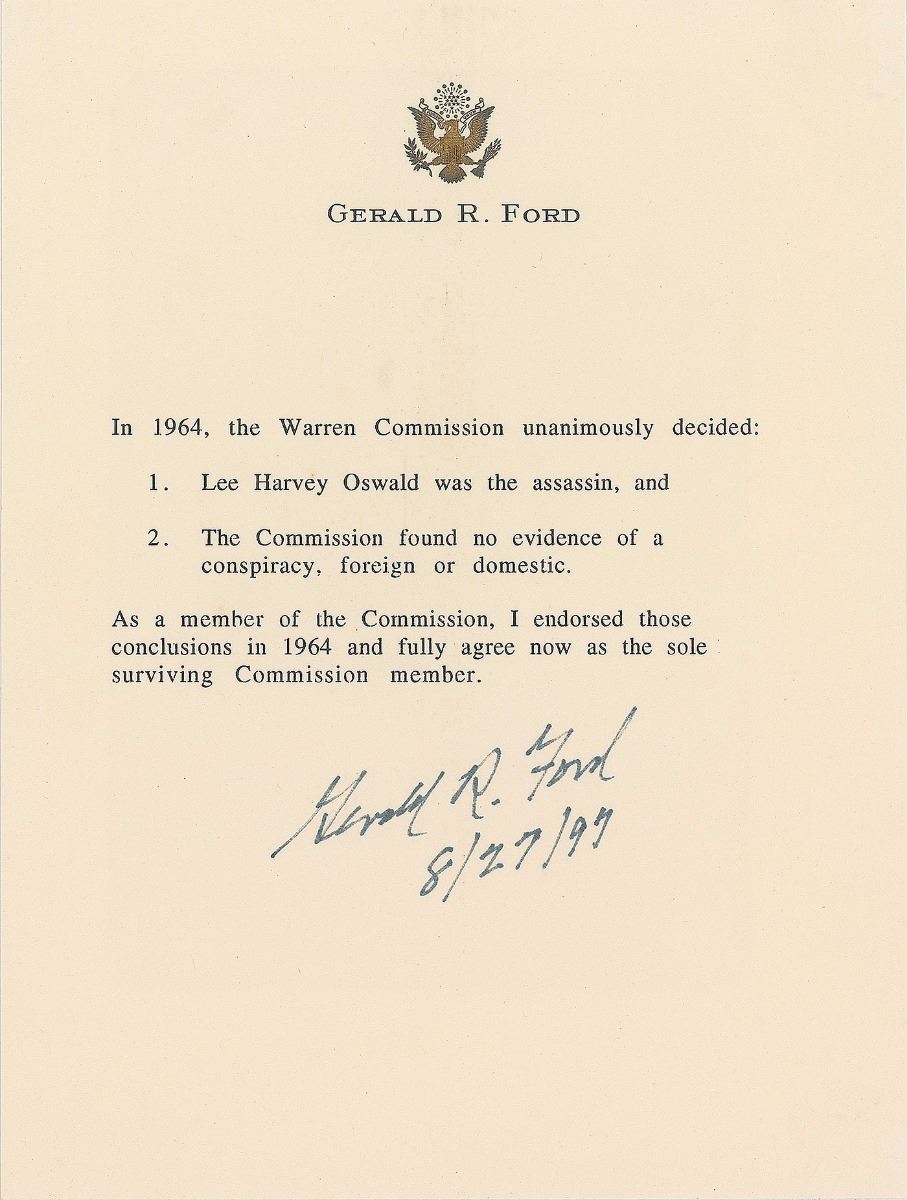 GERALD R. FORD
In 1964, the Warren Commission unanimously decided:
1. Lee Harvey Oswald was the assassin, and
2. The Commission found no evidence of a
conspiracy, foreign or domestic.
As a member of the Commission, I endorsed those
conclusions in 1964 and fully agree now as the sole
surviving Commission member.
Gerald R. Ford
8/27/97